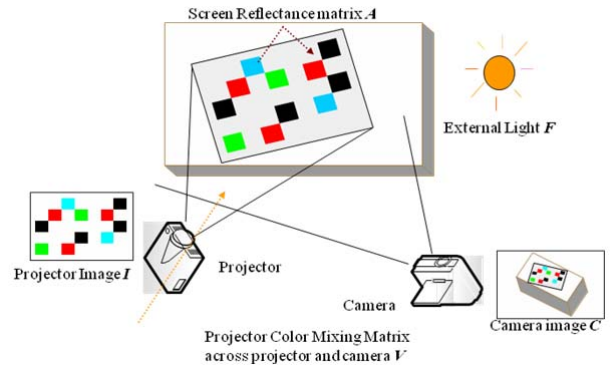 Screen Reflectance matrix A
External Light F
Projector Image I
Projector
Camera
Camera image C
Projector Color Mixing Matrix
across projector and camera V